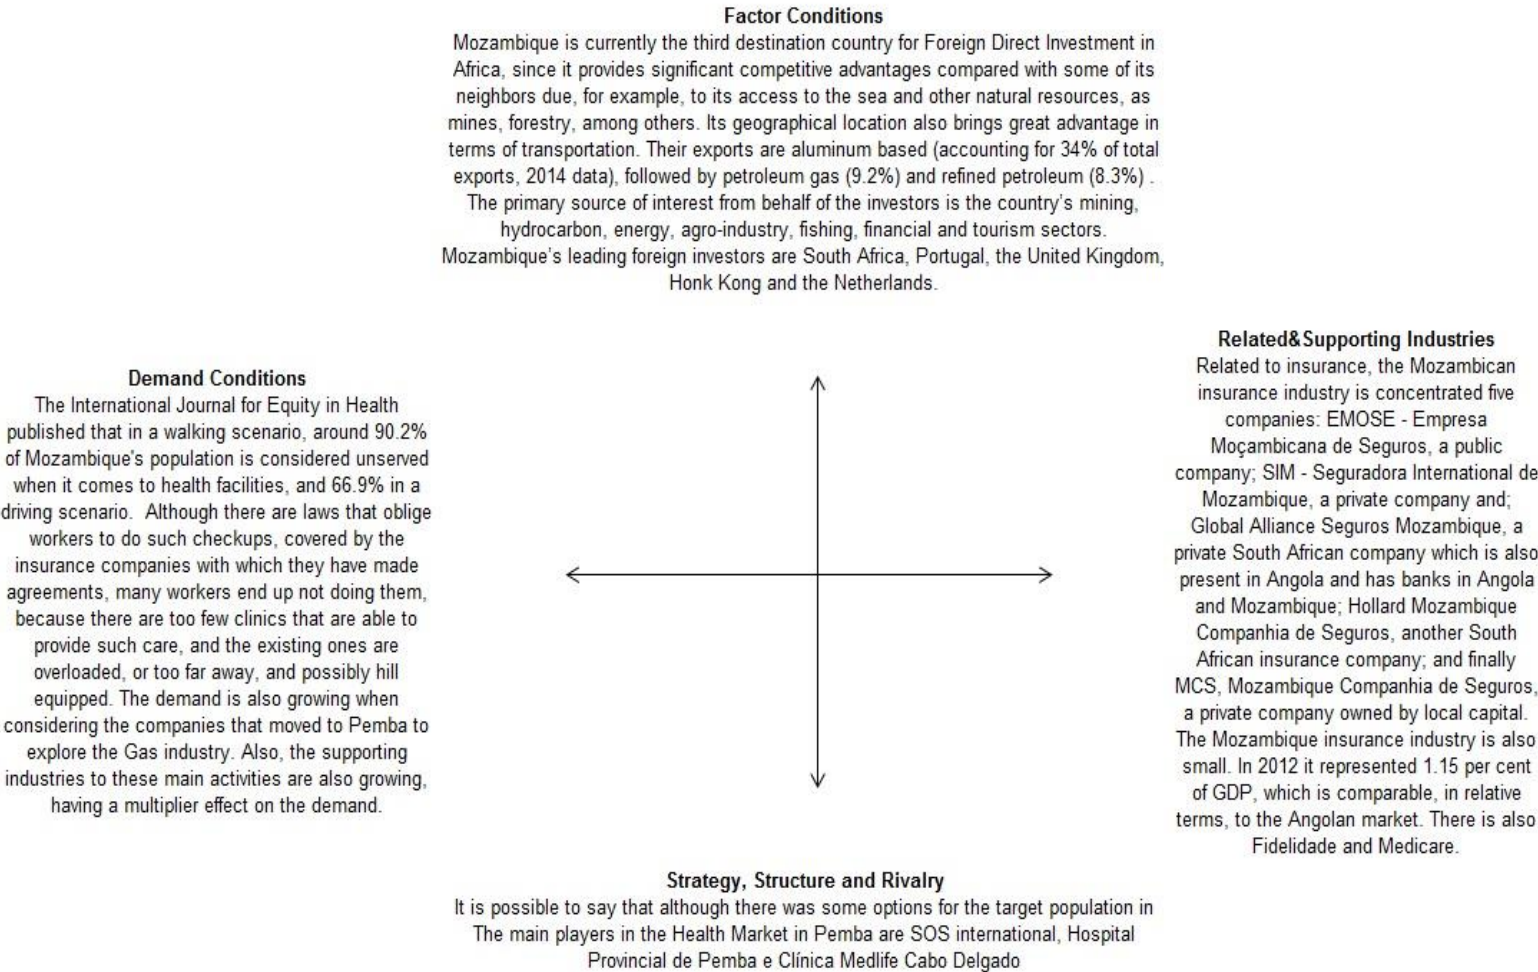 Factor Conditions
Mozambique is currently the third destination country for Foreign Direct Investment in
Africa, since it provides significant competitive advantages compared with some of its
neighbors due, for example, to its access to the sea and other natural resources, as
mines, forestry, among others. Its geographical location also brings great advantage in
terms of transportation. Their exports are aluminum based (accounting for 34% of total
exports, 2014 data), followed by petroleum gas (9.2%) and refined petroleum (8.3%) .
The primary source of interest from behalf of the investors is the country's mining,
hydrocarbon, energy, agro-industry, fishing, financial and tourism sectors.
Mozambique's leading foreign investors are South Africa, Portugal, the United Kingdom,
Honk Kong and the Netherlands.
Demand Conditions
The International Journal for Equity in Health
published that in a walking scenario, around 90.2%
of Mozambique's population is considered unserved
when it comes to health facilities, and 66.9% in a
driving scenario. Although there are laws that oblige
workers to do such checkups, covered by the
insurance companies with which they have made
agreements, many workers end up not doing them,
because there are too few clinics that are able to
provide such care, and the existing ones are
overloaded, or too far away, and possibly hill
equipped. The demand is also growing when
considering the companies that moved to Pemba to
explore the Gas industry. Also, the supporting
industries to these main activities are also growing,
having a multiplier effect on the demand.
Related&Supporting Industries
Related to insurance, the Mozambican
insurance industry is concentrated five
companies: EMOSE - Empresa
Moçambicana de Seguros, a public
company; SIM - Seguradora International de
Mozambique, a private company and;
Global Alliance Seguros Mozambique, a
private South African company which is also
present in Angola and has banks in Angola
and Mozambique; Hollard Mozambique
Companhia de Seguros, another South
African insurance company; and finally
MCS, Mozambique Companhia de Seguros,
a private company owned by local capital.
The Mozambique insurance industry is also
small. In 2012 it represented 1.15 per cent
of GDP, which is comparable, in relative
terms, to the Angolan market. There is also
Fidelidade and Medicare.
Strategy, Structure and Rivalry
It is possible to say that although there was some options for the target population in
The main players in the Health Market in Pemba are SOS international, Hospital
Provincial de Pemba e Clínica Medlife Cabo Delgado